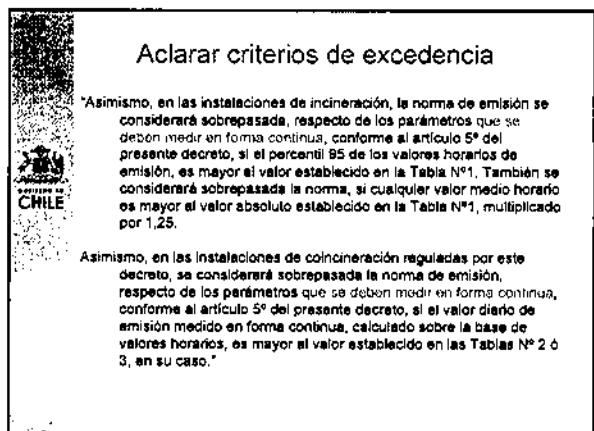 Aclarar criterios de excedencia
"Asimismo, en las instalaciones de incineración, la norma de emisión se
considerará sobrepasada, respecto de los parámetros que se
deben medir en forma continua, conforme al artículo 5º del
presente decreto, si el percentil 95 de los valores horarios de
emisión, es mayor al valor establecido en la Tabla Nº1. También se
considerará sobrepasada la norma, si cualquier valor medio horario
es mayor al valor absoluto establecido en la Tabla Nº1, multiplicado
por 1,25.
Asimismo, en las instalaciones de coincineración reguladas por este
decreto, se considerará sobrepasada la norma de emisión,
respecto de los parámetros que se deben medir en forma continua,
conforme al artículo 5º del presente decreto, si el valor diario de
emisión medido en forma continua, calculado sobre la base de
valores horarios, es mayor al valor establecido en las Tablas Nº 2 ó
3, en su caso."
GOBIERNO DE
CHILE